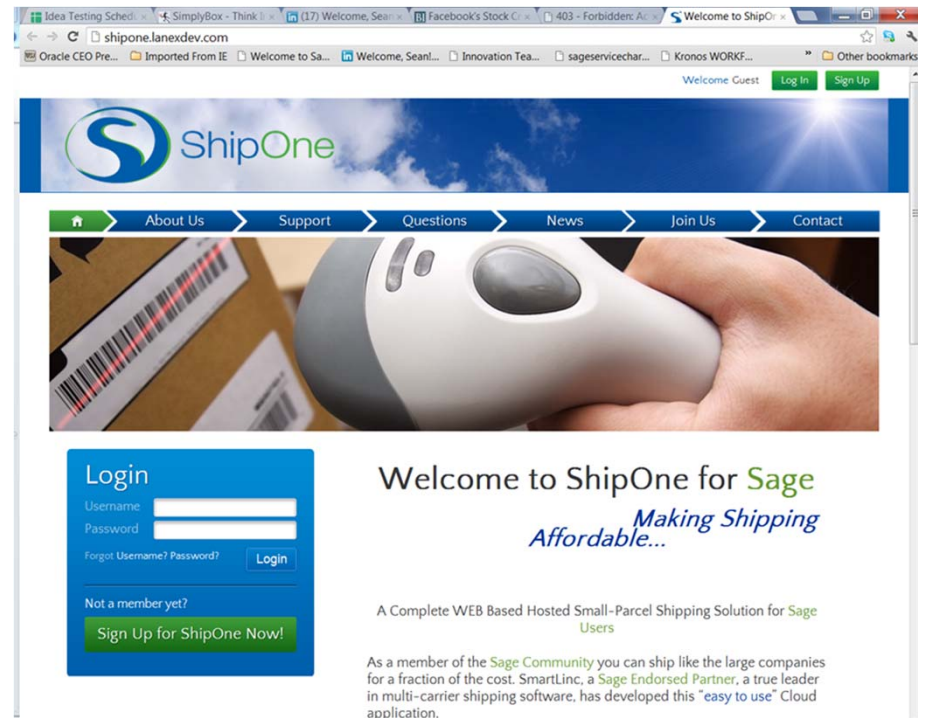 Idea Testing Sched
SimplyBox - Think I
(17) Welcome, Sean
Facebook's Stock Cr
403 - Forbidden: Ac
Welcome to ShipOr
shipone.lanexdev.com
Oracle CEO Pre...
Imported From IE
Welcome to Sa...
Welcome, Sean!...
Innovation Tea...
sageservicechar...
Kronos WORKF...
»
Other bookmarks
Welcome Guest
Log In
Sign Up
ShipOne
About Us
Support
Questions
News
Join Us
Contact
Login
Username
Password
Forgot Username? Password?
Login
Not a member yet?
Sign Up for ShipOne Now!
Welcome to ShipOne for Sage
Making Shipping
Affordable...
A Complete WEB Based Hosted Small-Parcel Shipping Solution for Sage
Users
As a member of the Sage Community you can ship like the large companies
for a fraction of the cost. SmartLinc, a Sage Endorsed Partner, a true leader
in multi-carrier shipping software, has developed this "easy to use" Cloud
application.